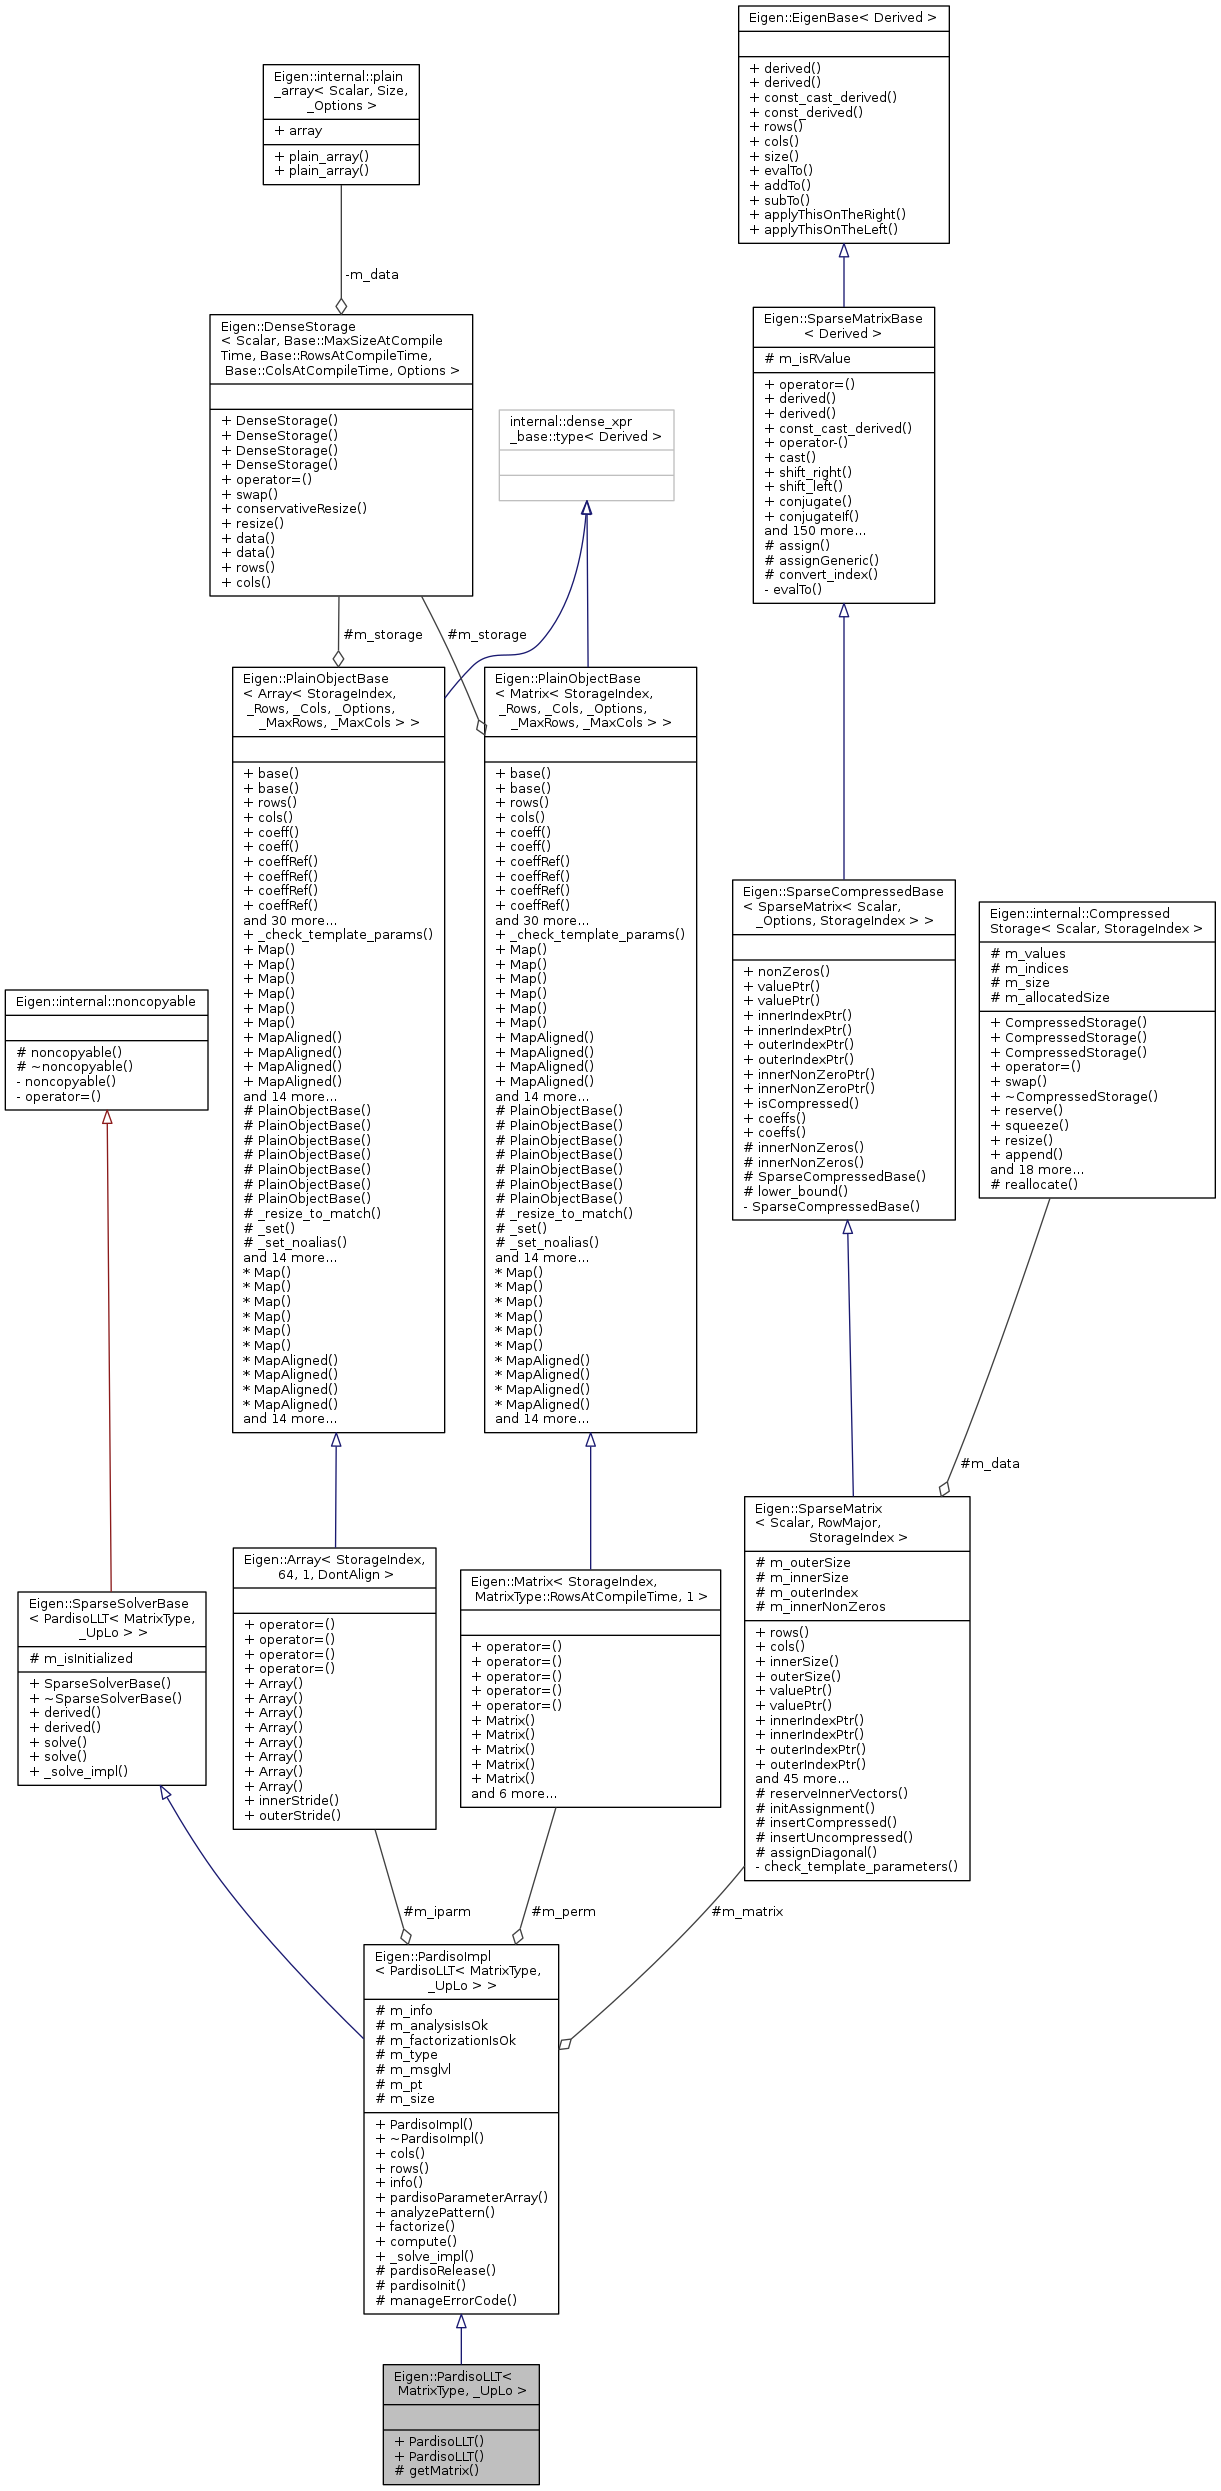 Eigen::EigenBase< Derived >
+ derived()
+ derived()
+ const_cast_derived()
+ const_derived()
+ rows()
+ cols()
+ size()
+ evalTo()
+ addTo()
+ subTo()
+ applyThisOnTheRight()
+ applyThisOnTheLeft()
Eigen::internal::plain
_array< Scalar, Size,
_Options >
+ array
+ plain_array()
+ plain_array()
-m_data
Eigen::DenseStorage
< Scalar, Base::MaxSizeAtCompile
Time, Base::RowsAtCompileTime,
Base::ColsAtCompileTime, Options >
+ DenseStorage()
+ DenseStorage()
+ DenseStorage()
+ DenseStorage()
+ operator=()
+ swap()
+ conservativeResize()
+ resize()
+ data()
+ data()
+ rows()
+ cols()
internal::dense_xpr
_base::type< Derived >
Eigen::SparseMatrixBase
< Derived >
# m_isRValue
+ operator=()
+ derived()
+ derived()
+ const_cast_derived()
+ operator-()
+ cast()
+ shift_right()
+ shift_left()
+ conjugate()
+ conjugateIf()
and 150 more...
# assign()
# assignGeneric()
# convert_index()
- evalTo()
#m_storage
#m_storage
Eigen::PlainObjectBase
< Array< StorageIndex,
_Rows, _Cols, _Options,
_MaxRows, _MaxCols > >
+ base()
+ base()
+ rows()
+ cols()
+ coeff()
+ coeff()
+ coeffRef()
+ coeffRef()
+ coeffRef()
+ coeffRef()
and 30 more...
+ _check_template_params()
+ Map()
+ Map()
+ Map()
+ Map()
+ Map()
+ Map()
+ MapAligned()
+ MapAligned()
+ MapAligned()
+ MapAligned()
and 14 more...
# PlainObjectBase()
# PlainObjectBase()
# PlainObjectBase()
# PlainObjectBase()
# PlainObjectBase()
# PlainObjectBase()
# PlainObjectBase()
# _resize_to_match()
# _set()
# _set_noalias()
and 14 more...
* Map()
* Map()
* Map()
* Map()
* Map()
* Map()
* MapAligned()
* MapAligned()
* MapAligned()
* MapAligned()
and 14 more...
Eigen::PlainObjectBase
< Matrix< StorageIndex,
_Rows, _Cols, _Options,
_MaxRows, _MaxCols > >
+ base()
+ base()
+ rows()
+ cols()
+ coeff()
+ coeff()
+ coeffRef()
+ coeffRef()
+ coeffRef()
+ coeffRef()
and 30 more...
+ _check_template_params()
+ Map()
+ Map()
+ Map()
+ Map()
+ Map()
+ Map()
+ MapAligned()
+ MapAligned()
+ MapAligned()
+ MapAligned()
and 14 more...
# PlainObjectBase()
# PlainObjectBase()
# PlainObjectBase()
# PlainObjectBase()
# PlainObjectBase()
# PlainObjectBase()
# PlainObjectBase()
# _resize_to_match()
# _set()
# _set_noalias()
and 14 more...
* Map()
* Map()
* Map()
* Map()
* Map()
* Map()
* MapAligned()
* MapAligned()
* MapAligned()
* MapAligned()
and 14 more...
Eigen::SparseCompressedBase
< SparseMatrix< Scalar,
_Options, StorageIndex > >
+ nonZeros()
+ valuePtr()
+ valuePtr()
+ innerIndexPtr()
+ innerIndexPtr()
+ outerIndexPtr()
+ outerIndexPtr()
+ innerNonZeroPtr()
+ innerNonZeroPtr()
+ isCompressed()
+ coeffs()
+ coeffs()
# innerNonZeros()
# innerNonZeros()
# SparseCompressedBase()
# lower_bound()
- SparseCompressedBase()
Eigen::internal::Compressed
Storage< Scalar, StorageIndex >
# m_values
# m_indices
# m_size
# m_allocatedSize
+ CompressedStorage()
+ CompressedStorage()
+ CompressedStorage()
+ operator=()
+ swap()
+ ~CompressedStorage()
+ reserve()
+ squeeze()
+ resize()
+ append()
and 18 more...
# reallocate()
Eigen::internal::noncopyable
# noncopyable()
# ~noncopyable()
- noncopyable()
- operator=()
#m_data
Eigen::SparseMatrix
< Scalar, RowMajor,
StorageIndex >
# m_outerSize
# m_innerSize
# m_outerIndex
# m_innerNonZeros
+ rows()
+ cols()
+ innerSize()
+ outerSize()
+ valuePtr()
+ valuePtr()
+ innerIndexPtr()
+ innerIndexPtr()
+ outerIndexPtr()
+ outerIndexPtr()
and 45 more...
# reserveInnerVectors()
# initAssignment()
# insertCompressed()
# insertUncompressed()
# assignDiagonal()
- check_template_parameters()
Eigen::SparseSolverBase
< PardisoLLT< MatrixType,
_UpLo > >
# m_isInitialized
+ SparseSolverBase()
+ ~SparseSolverBase()
+ derived()
+ derived()
+ solve()
+ solve()
+ _solve_impl()
Eigen::Array< StorageIndex,
64, 1, DontAlign >
+ operator=()
+ operator=()
+ operator=()
+ operator=()
+ Array()
+ Array()
+ Array()
+ Array()
+ Array()
+ Array()
+ Array()
+ Array()
+ innerStride()
+ outerStride()
Eigen::Matrix< StorageIndex,
MatrixType::RowsAtCompileTime, 1 >
+ operator=()
+ operator=()
+ operator=()
+ operator=()
+ operator=()
+ Matrix()
+ Matrix()
+ Matrix()
+ Matrix()
+ Matrix()
and 6 more...
#m_iparm
#m_perm
#m_matrix
Eigen::PardisoImpl
< PardisoLLT< MatrixType,
_UpLo > >
# m_info
# m_analysisIsOk
# m_factorizationIsOk
# m_type
# m_msglvl
# m_pt
# m_size
+ PardisoImpl()
+ ~PardisoImpl()
+ cols()
+ rows()
+ info()
+ pardisoParameterArray()
+ analyzePattern()
+ factorize()
+ compute()
+ _solve_impl()
# pardisoRelease()
# pardisoInit()
# manageErrorCode()
Eigen::PardisoLLT<
MatrixType, _UpLo >
+ PardisoLLT()
+ PardisoLLT()
# getMatrix()